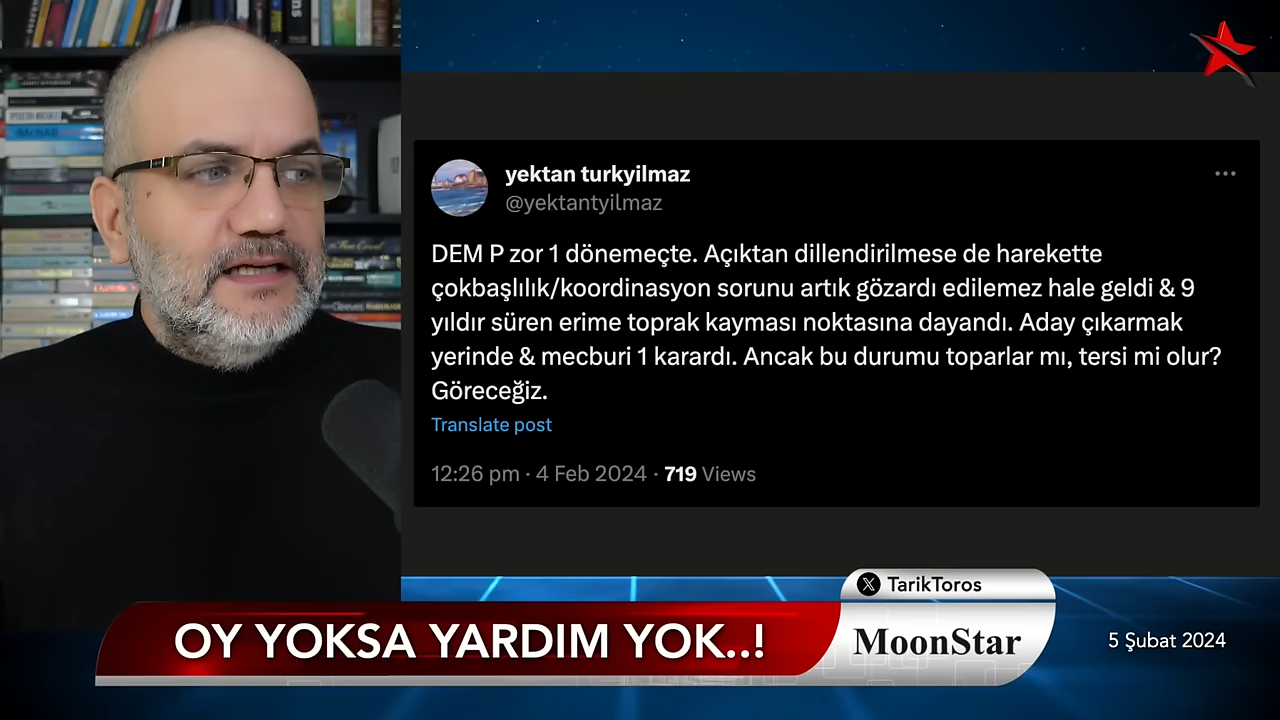 yektan turkyilmaz
@yektantyilmaz
DEM P zor 1 dönemeçte. Açıktan dillendirilmese de harekette
çokbaşlılık/koordinasyon sorunu artık gözardı edilemez hale geldi & 9
yıldır süren erime toprak kayması noktasına dayandı. Aday çıkarmak
yerinde & mecburi 1 karardı. Ancak bu durumu toparlar mı, tersi mi olur?
Göreceğiz.
Translate post
12:26 pm · 4 Feb 2024 · 719 Views
TarikToros
OY YOKSA YARDIM YOK..!
MoonStar
5 Şubat 2024